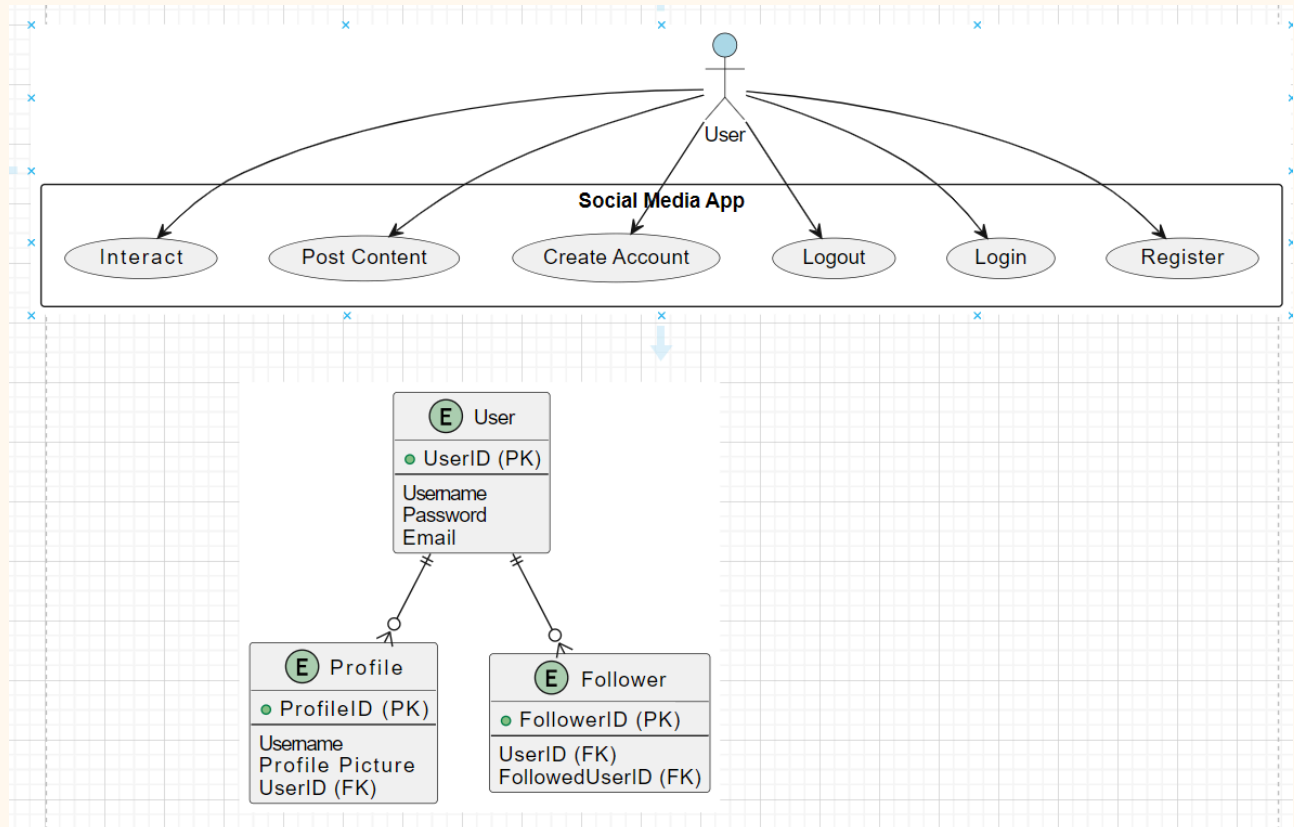 User
Social Media App
Interact
Post Content
Create Account
Logout
Login
Register
E User
UserID (PK)
Username
Password
Email
E Profile
ProfileID (PK)
Username
Profile Picture
UserID (FK)
E Follower
FollowerID (PK)
UserID (FK)
FollowedUserID (FK)